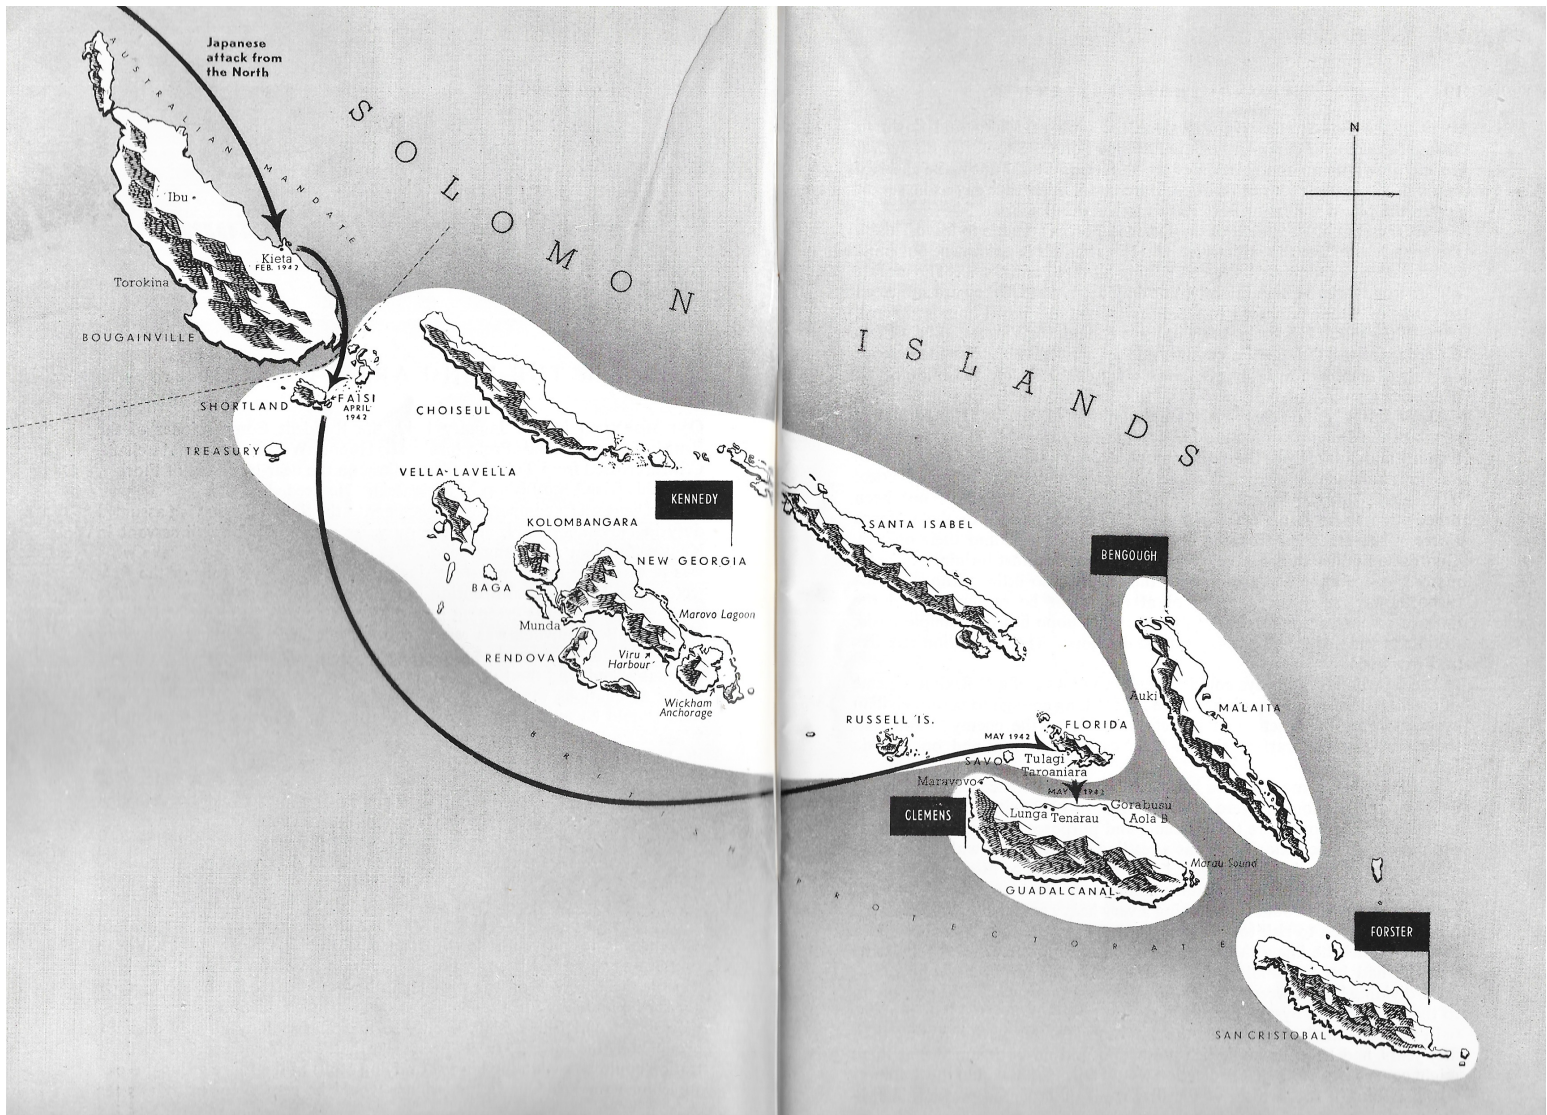 Japanese
attack from
the North
AUSTRALIAN MANDATE
SOLOMON ISLANDS
N
Ibu
Kieta
FEB. 1942
Torokina
BOUGAINVILLE
SHORTLAND
FAISI
APRIL
1942
TREASURY
CHOISEUL
VELLA LAVELLA
KENNEDY
KOLOMBANGARA
SANTA ISABEL
NEW GEORGIA
BENGOUGH
BAGA
Marovo Lagoon
Munda
RENDOVA
Viru
Harbour
Wickham
Anchorage
Auki
MALAITA
RUSSELL IS.
FLORIDA
MAY 1942
SAVO
Tulagi
Taroaniara
Maravovo
MAY 1942
CLEMENS
Lunga
Tenarau
Gorabusu
Aola B
Marau Sound
GUADALCANAL
BRITISH PROTECTORATE
FORSTER
SAN CRISTOBAL